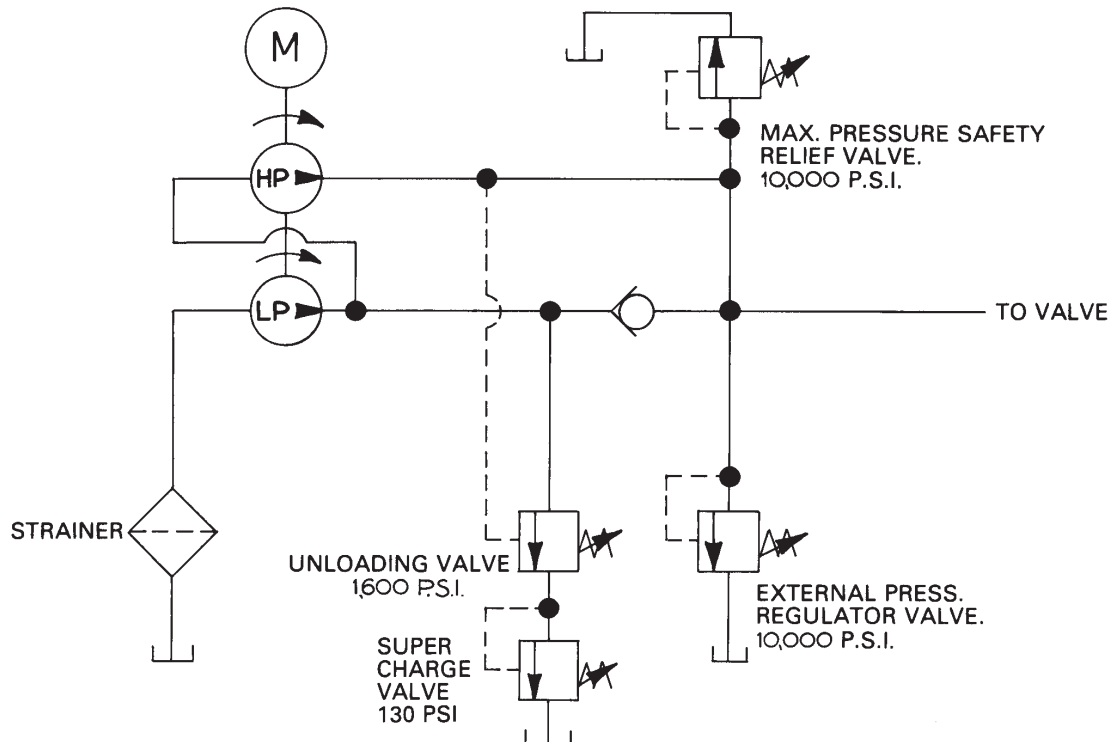 M
MAX. PRESSURE SAFETY
RELIEF VALVE.
10,000 P.S.I.
HP
LP
TO VALVE
STRAINER
UNLOADING VALVE
1,600 P.S.I.
EXTERNAL PRESS.
REGULATOR VALVE.
10,000 P.S.I.
SUPER
CHARGE
VALVE
130 PSI